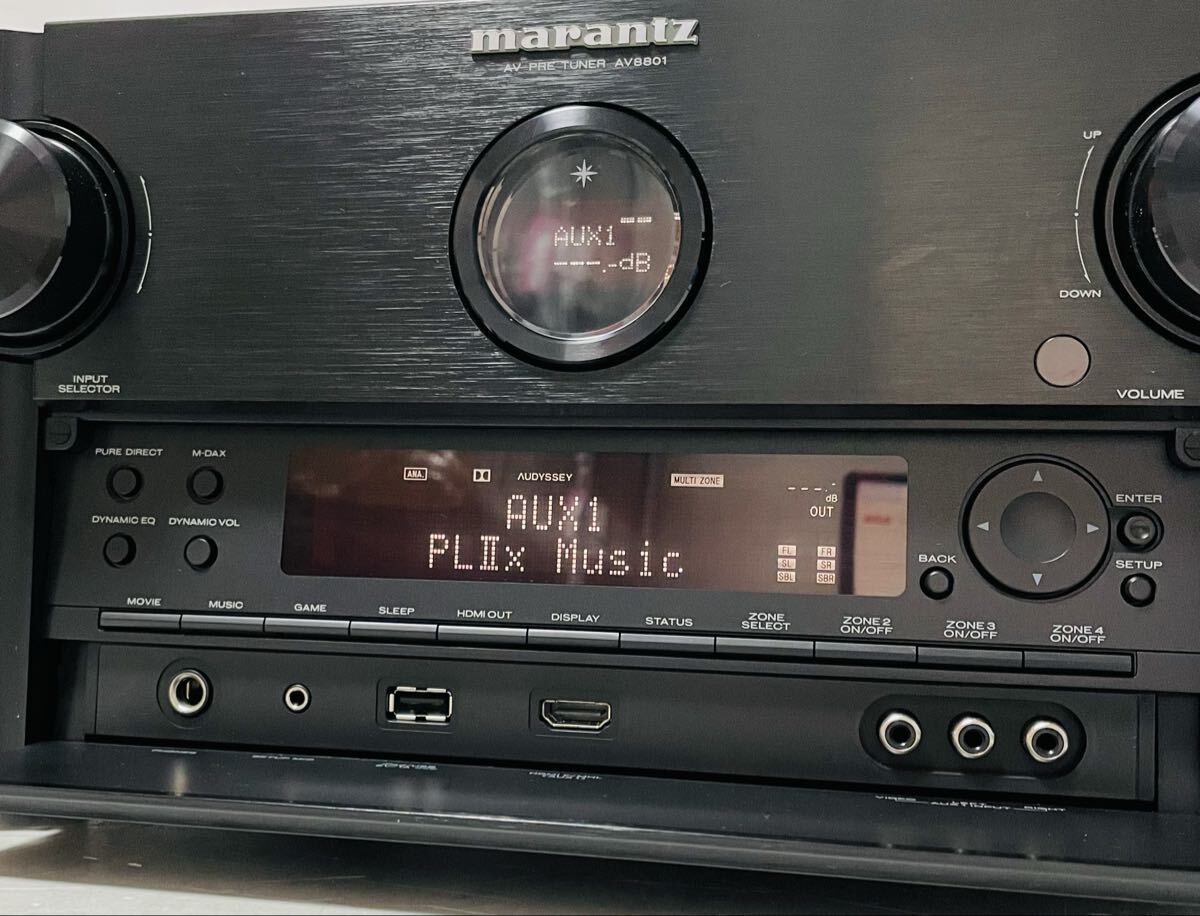 marantz
AV PRE TUNER AV8801
AUX1
---.-dB
UP
DOWN
INPUT SELECTOR
VOLUME
PURE DIRECT
M-DAX
DYNAMIC EQ
DYNAMIC VOL
ANA.
AUDYSSEY
MULTI ZONE
---.-
dB
OUT
AUX1
PLⅡx Music
FL FR
SL SR
SBL SBR
BACK
ENTER
SETUP
MOVIE
MUSIC
GAME
SLEEP
HDMI OUT
DISPLAY
STATUS
ZONE SELECT
ZONE 2 ON/OFF
ZONE 3 ON/OFF
ZONE 4 ON/OFF